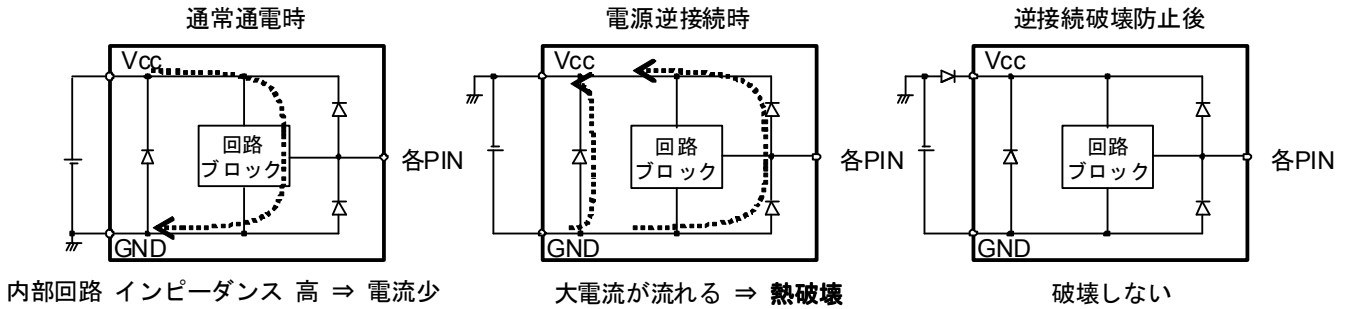 通常通電時
Vcc
回路
ブロック
各PIN
GND
内部回路 インピーダンス 高 ⇒ 電流少
電源逆接続時
Vcc
回路
ブロック
各PIN
GND
大電流が流れる ⇒ 熱破壊
逆接続破壊防止後
Vcc
回路
ブロック
各PIN
GND
破壊しない